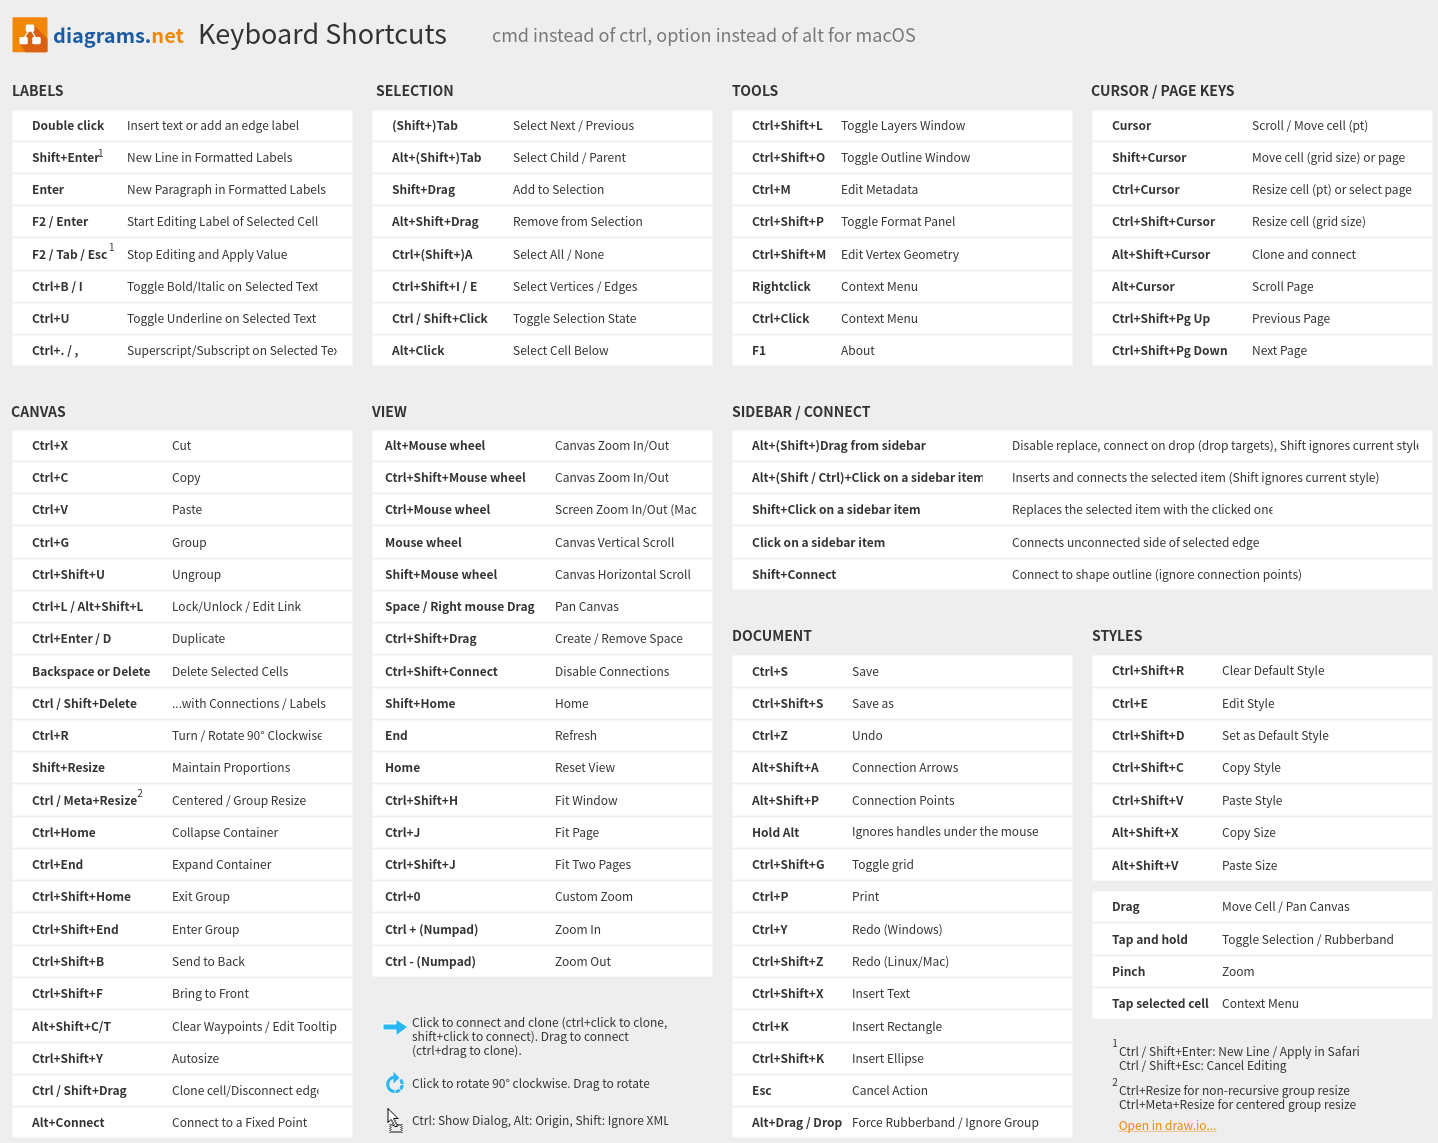 diagrams.net Keyboard Shortcuts cmd instead of ctrl, option instead of alt for macOS
LABELS
Double click Insert text or add an edge label
Shift+Enter1 New Line in Formatted Labels
Enter New Paragraph in Formatted Labels
F2 / Enter Start Editing Label of Selected Cell
F2 / Tab / Esc 1 Stop Editing and Apply Value
Ctrl+B / I Toggle Bold/Italic on Selected Text
Ctrl+U Toggle Underline on Selected Text
Ctrl+. / , Superscript/Subscript on Selected Tex
SELECTION
(Shift+)Tab Select Next / Previous
Alt+(Shift+)Tab Select Child / Parent
Shift+Drag Add to Selection
Alt+Shift+Drag Remove from Selection
Ctrl+(Shift+)A Select All / None
Ctrl+Shift+I / E Select Vertices / Edges
Ctrl / Shift+Click Toggle Selection State
Alt+Click Select Cell Below
TOOLS
Ctrl+Shift+L Toggle Layers Window
Ctrl+Shift+O Toggle Outline Window
Ctrl+M Edit Metadata
Ctrl+Shift+P Toggle Format Panel
Ctrl+Shift+M Edit Vertex Geometry
Rightclick Context Menu
Ctrl+Click Context Menu
F1 About
CURSOR / PAGE KEYS
Cursor Scroll / Move cell (pt)
Shift+Cursor Move cell (grid size) or page
Ctrl+Cursor Resize cell (pt) or select page
Ctrl+Shift+Cursor Resize cell (grid size)
Alt+Shift+Cursor Clone and connect
Alt+Cursor Scroll Page
Ctrl+Shift+Pg Up Previous Page
Ctrl+Shift+Pg Down Next Page
CANVAS
Ctrl+X Cut
Ctrl+C Copy
Ctrl+V Paste
Ctrl+G Group
Ctrl+Shift+U Ungroup
Ctrl+L / Alt+Shift+L Lock/Unlock / Edit Link
Ctrl+Enter / D Duplicate
Backspace or Delete Delete Selected Cells
Ctrl / Shift+Delete ...with Connections / Labels
Ctrl+R Turn / Rotate 90° Clockwise
Shift+Resize Maintain Proportions
Ctrl / Meta+Resize2 Centered / Group Resize
Ctrl+Home Collapse Container
Ctrl+End Expand Container
Ctrl+Shift+Home Exit Group
Ctrl+Shift+End Enter Group
Ctrl+Shift+B Send to Back
Ctrl+Shift+F Bring to Front
Alt+Shift+C/T Clear Waypoints / Edit Tooltip
Ctrl+Shift+Y Autosize
Ctrl / Shift+Drag Clone cell/Disconnect edge
Alt+Connect Connect to a Fixed Point
VIEW
Alt+Mouse wheel Canvas Zoom In/Out
Ctrl+Shift+Mouse wheel Canvas Zoom In/Out
Ctrl+Mouse wheel Screen Zoom In/Out (Mac
Mouse wheel Canvas Vertical Scroll
Shift+Mouse wheel Canvas Horizontal Scroll
Space / Right mouse Drag Pan Canvas
Ctrl+Shift+Drag Create / Remove Space
Ctrl+Shift+Connect Disable Connections
Shift+Home Home
End Refresh
Home Reset View
Ctrl+Shift+H Fit Window
Ctrl+J Fit Page
Ctrl+Shift+J Fit Two Pages
Ctrl+0 Custom Zoom
Ctrl + (Numpad) Zoom In
Ctrl - (Numpad) Zoom Out
Click to connect and clone (ctrl+click to clone,
shift+click to connect). Drag to connect
(ctrl+drag to clone).
Click to rotate 90° clockwise. Drag to rotate
Ctrl: Show Dialog, Alt: Origin, Shift: Ignore XML
SIDEBAR / CONNECT
Alt+(Shift+)Drag from sidebar Disable replace, connect on drop (drop targets), Shift ignores current style
Alt+(Shift / Ctrl)+Click on a sidebar item Inserts and connects the selected item (Shift ignores current style)
Shift+Click on a sidebar item Replaces the selected item with the clicked one
Click on a sidebar item Connects unconnected side of selected edge
Shift+Connect Connect to shape outline (ignore connection points)
DOCUMENT
Ctrl+S Save
Ctrl+Shift+S Save as
Ctrl+Z Undo
Alt+Shift+A Connection Arrows
Alt+Shift+P Connection Points
Hold Alt Ignores handles under the mouse
Ctrl+Shift+G Toggle grid
Ctrl+P Print
Ctrl+Y Redo (Windows)
Ctrl+Shift+Z Redo (Linux/Mac)
Ctrl+Shift+X Insert Text
Ctrl+K Insert Rectangle
Ctrl+Shift+K Insert Ellipse
Esc Cancel Action
Alt+Drag / Drop Force Rubberband / Ignore Group
STYLES
Ctrl+Shift+R Clear Default Style
Ctrl+E Edit Style
Ctrl+Shift+D Set as Default Style
Ctrl+Shift+C Copy Style
Ctrl+Shift+V Paste Style
Alt+Shift+X Copy Size
Alt+Shift+V Paste Size
Drag Move Cell / Pan Canvas
Tap and hold Toggle Selection / Rubberband
Pinch Zoom
Tap selected cell Context Menu
1 Ctrl / Shift+Enter: New Line / Apply in Safari
Ctrl / Shift+Esc: Cancel Editing
2 Ctrl+Resize for non-recursive group resize
Ctrl+Meta+Resize for centered group resize
Open in draw.io...